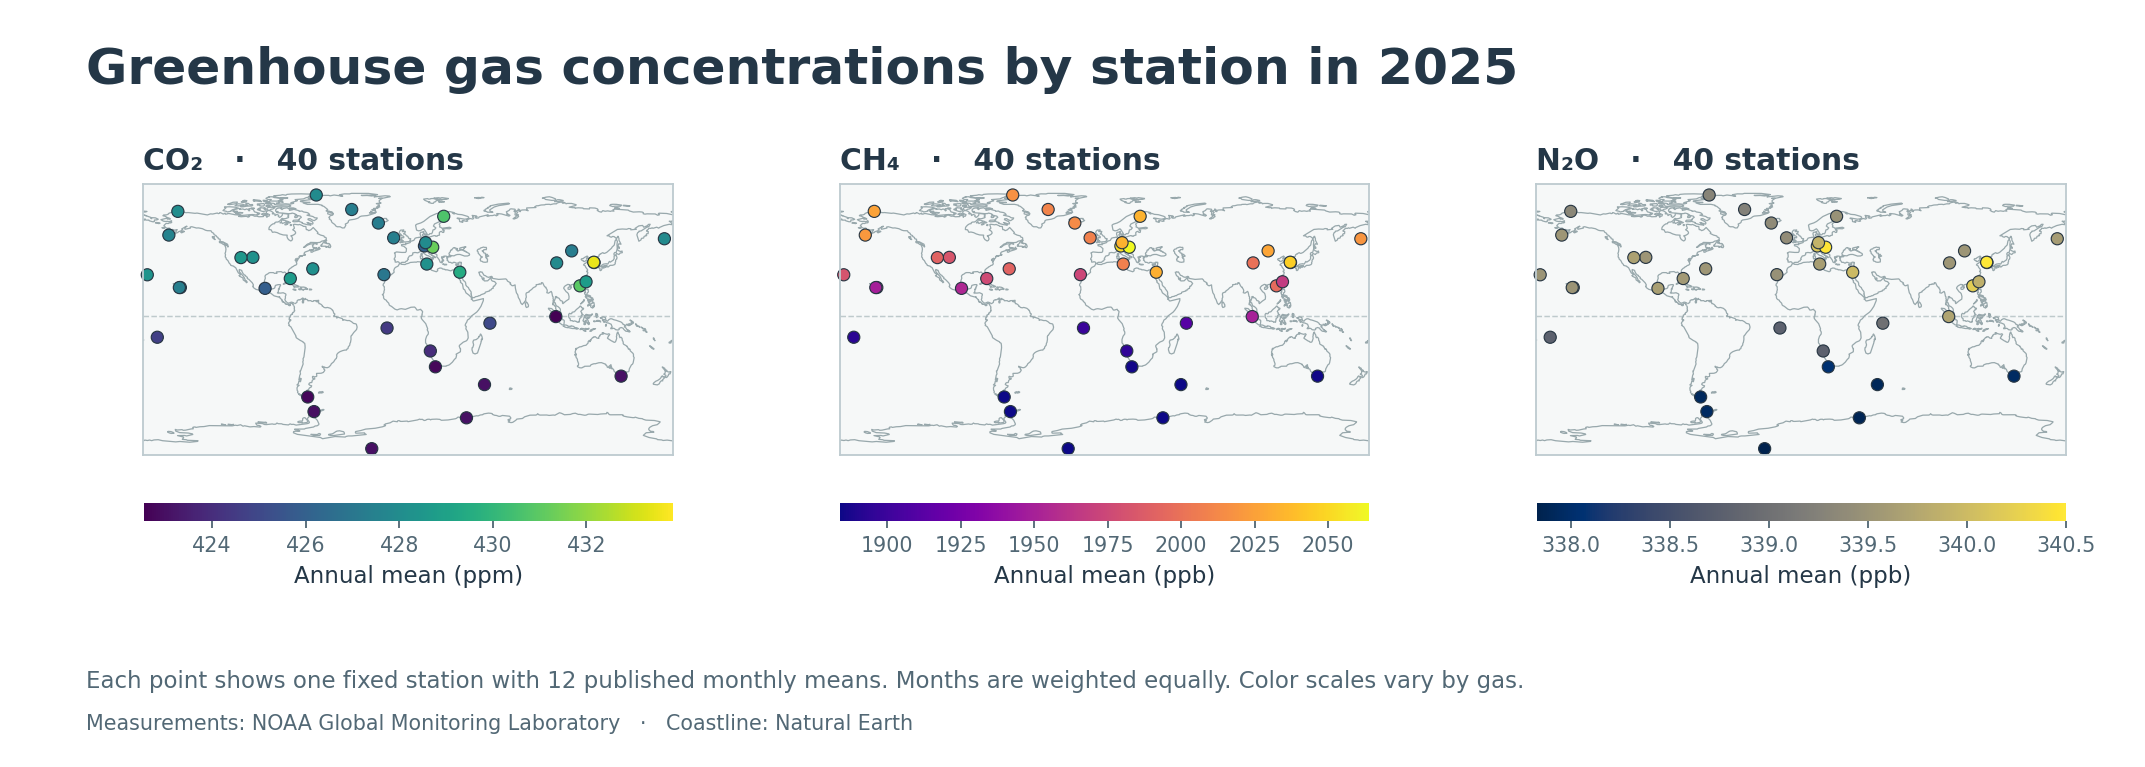 Greenhouse gas concentrations by station in 2025
CO₂ · 40 stations
CH₄ · 40 stations
N₂O · 40 stations
424 426 428 430 432
Annual mean (ppm)
1900 1925 1950 1975 2000 2025 2050
Annual mean (ppb)
338.0 338.5 339.0 339.5 340.0 340.5
Annual mean (ppb)
Each point shows one fixed station with 12 published monthly means. Months are weighted equally. Color scales vary by gas.
Measurements: NOAA Global Monitoring Laboratory · Coastline: Natural Earth